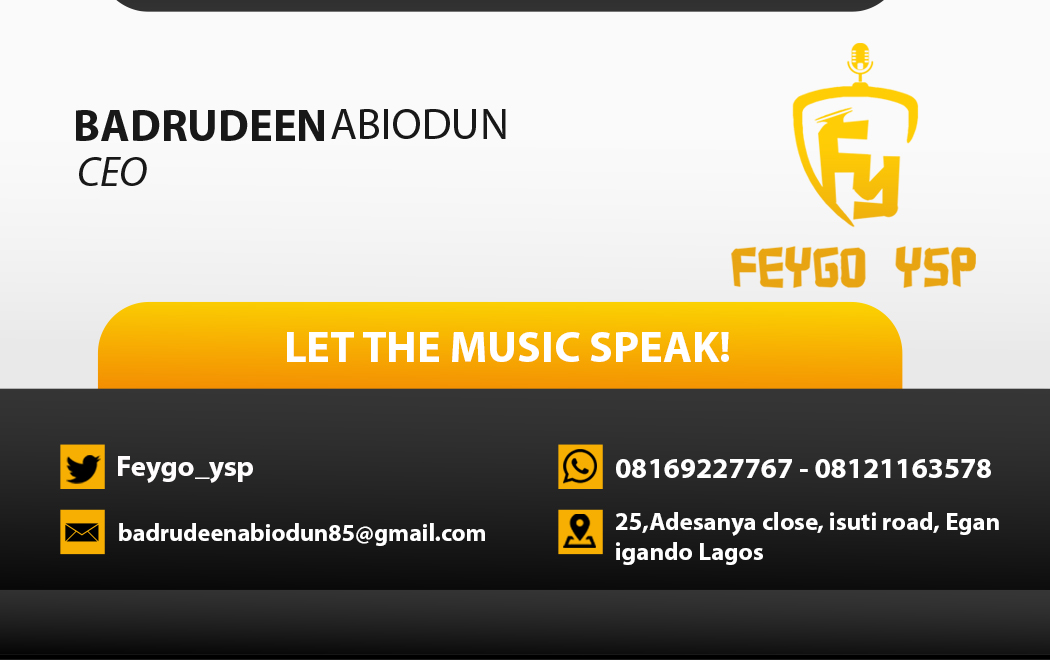 BADRUDEEN ABIODUN
CEO
Fy
FEYGO YSP
LET THE MUSIC SPEAK!
Feygo_ysp
08169227767 - 08121163578
badrudeenabiodun85@gmail.com
25,Adesanya close, isuti road, Egan
igando Lagos